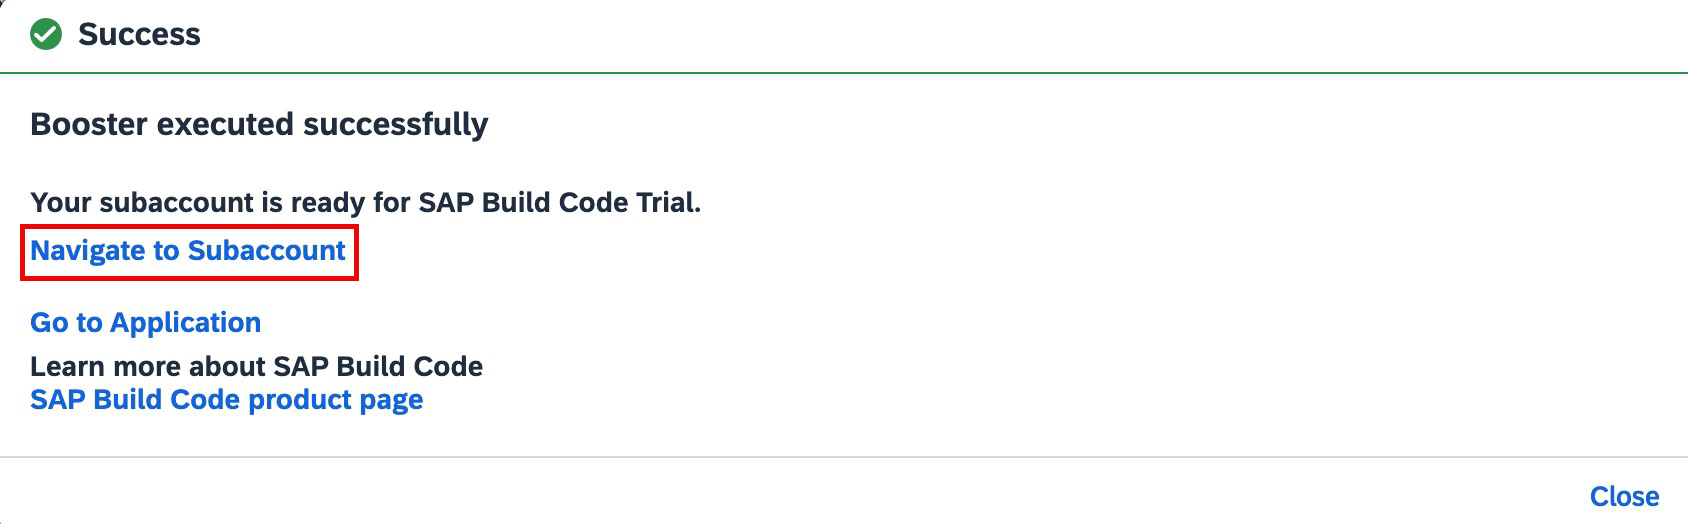 Success
Booster executed successfully
Your subaccount is ready for SAP Build Code Trial.
Navigate to Subaccount
Go to Application
Learn more about SAP Build Code
SAP Build Code product page
Close